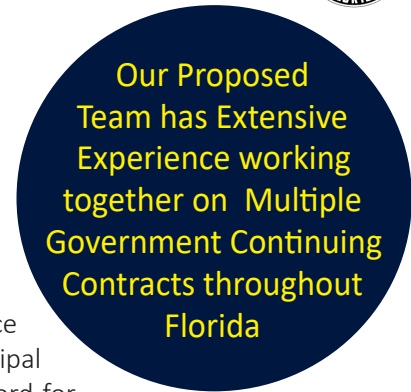 Our Proposed
Team has Extensive
Experience working
together on Multiple
Government Continuing
Contracts throughout
Florida